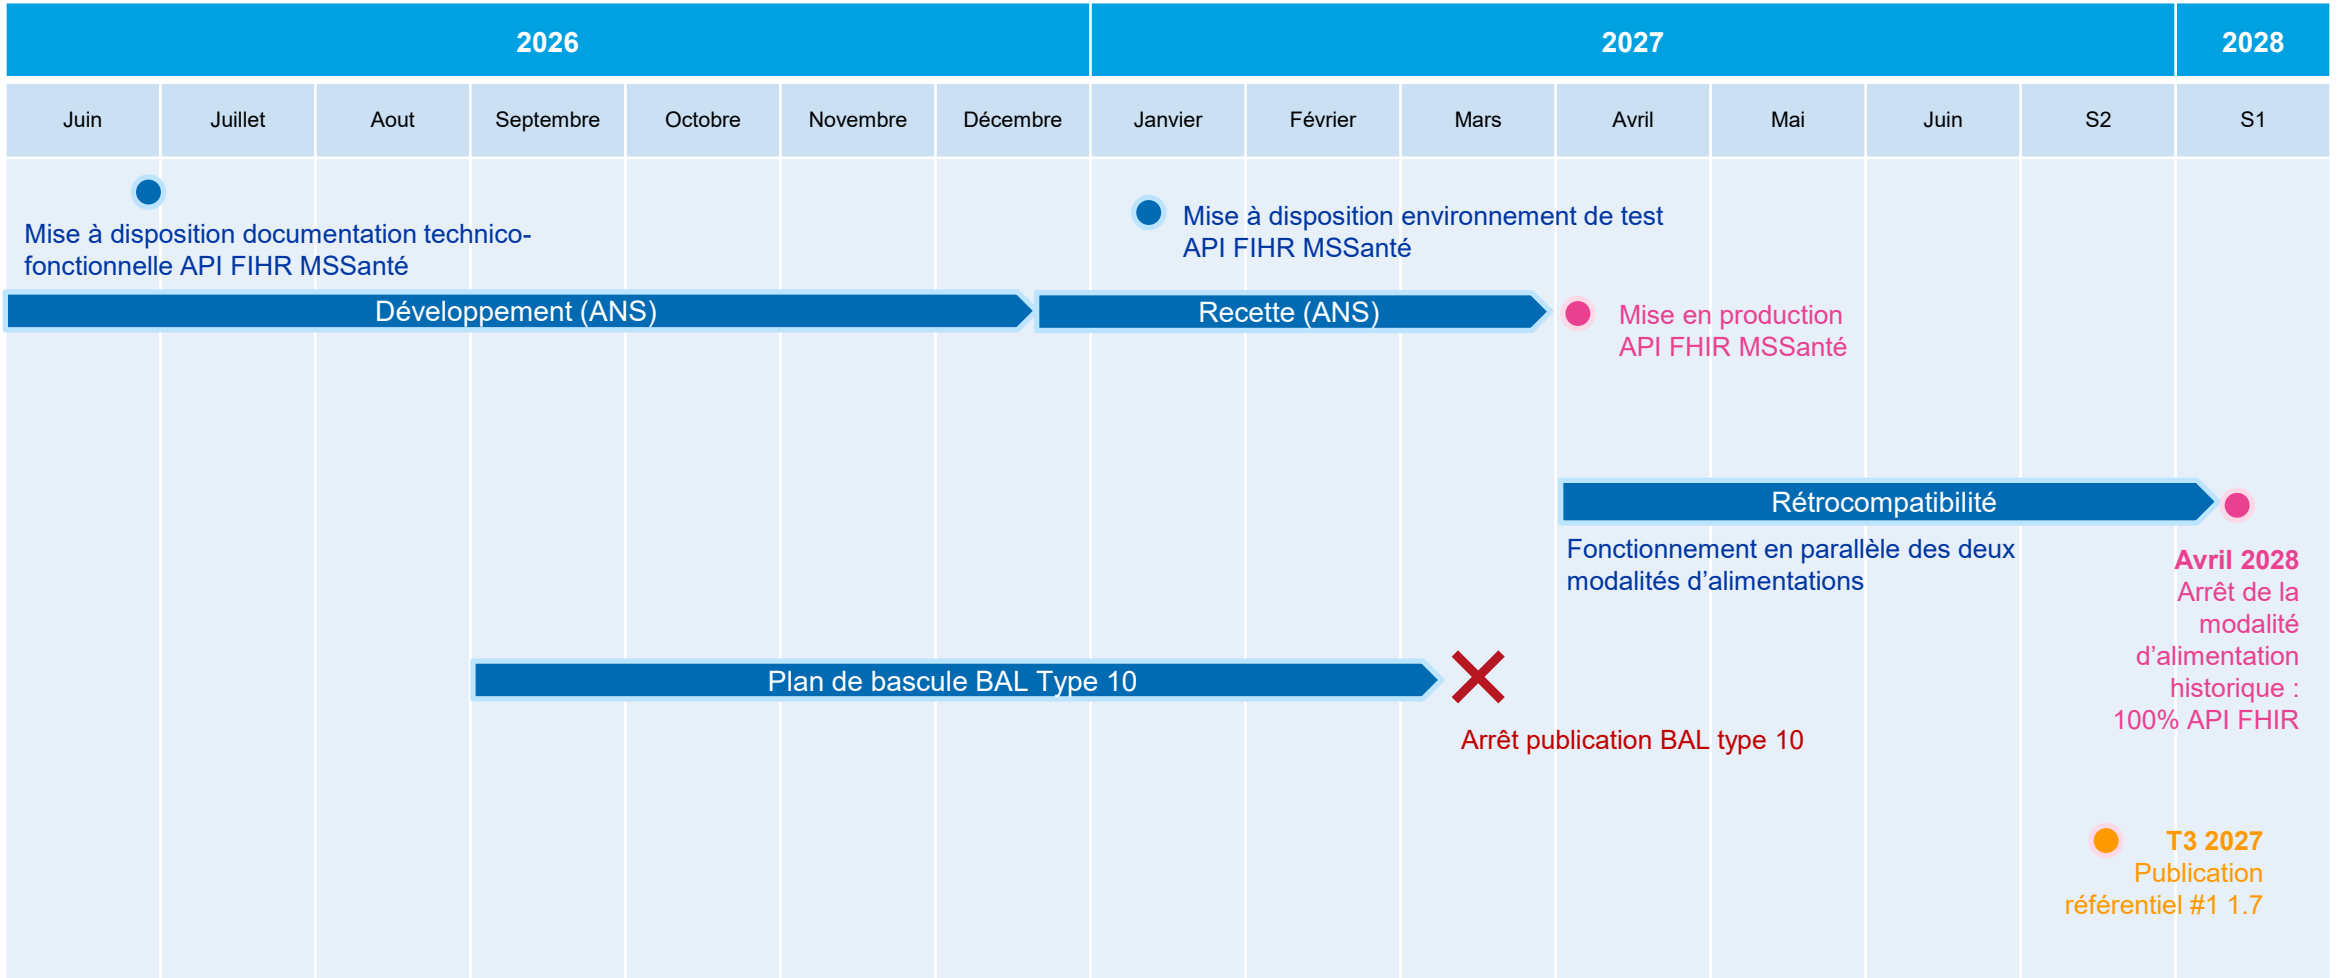 2026
2027
2028
Juin
Juillet
Aout
Septembre
Octobre
Novembre
Décembre
Janvier
Février
Mars
Avril
Mai
Juin
S2
S1
Mise à disposition documentation technico-
fonctionnelle API FIHR MSSanté
Mise à disposition environnement de test
API FIHR MSSanté
Développement (ANS)
Recette (ANS)
Mise en production
API FHIR MSSanté
Rétrocompatibilité
Fonctionnement en parallèle des deux
modalités d’alimentations
Avril 2028
Arrêt de la
modalité
d’alimentation
historique :
100% API FHIR
Plan de bascule BAL Type 10
Arrêt publication BAL type 10
T3 2027
Publication
référentiel #1 1.7